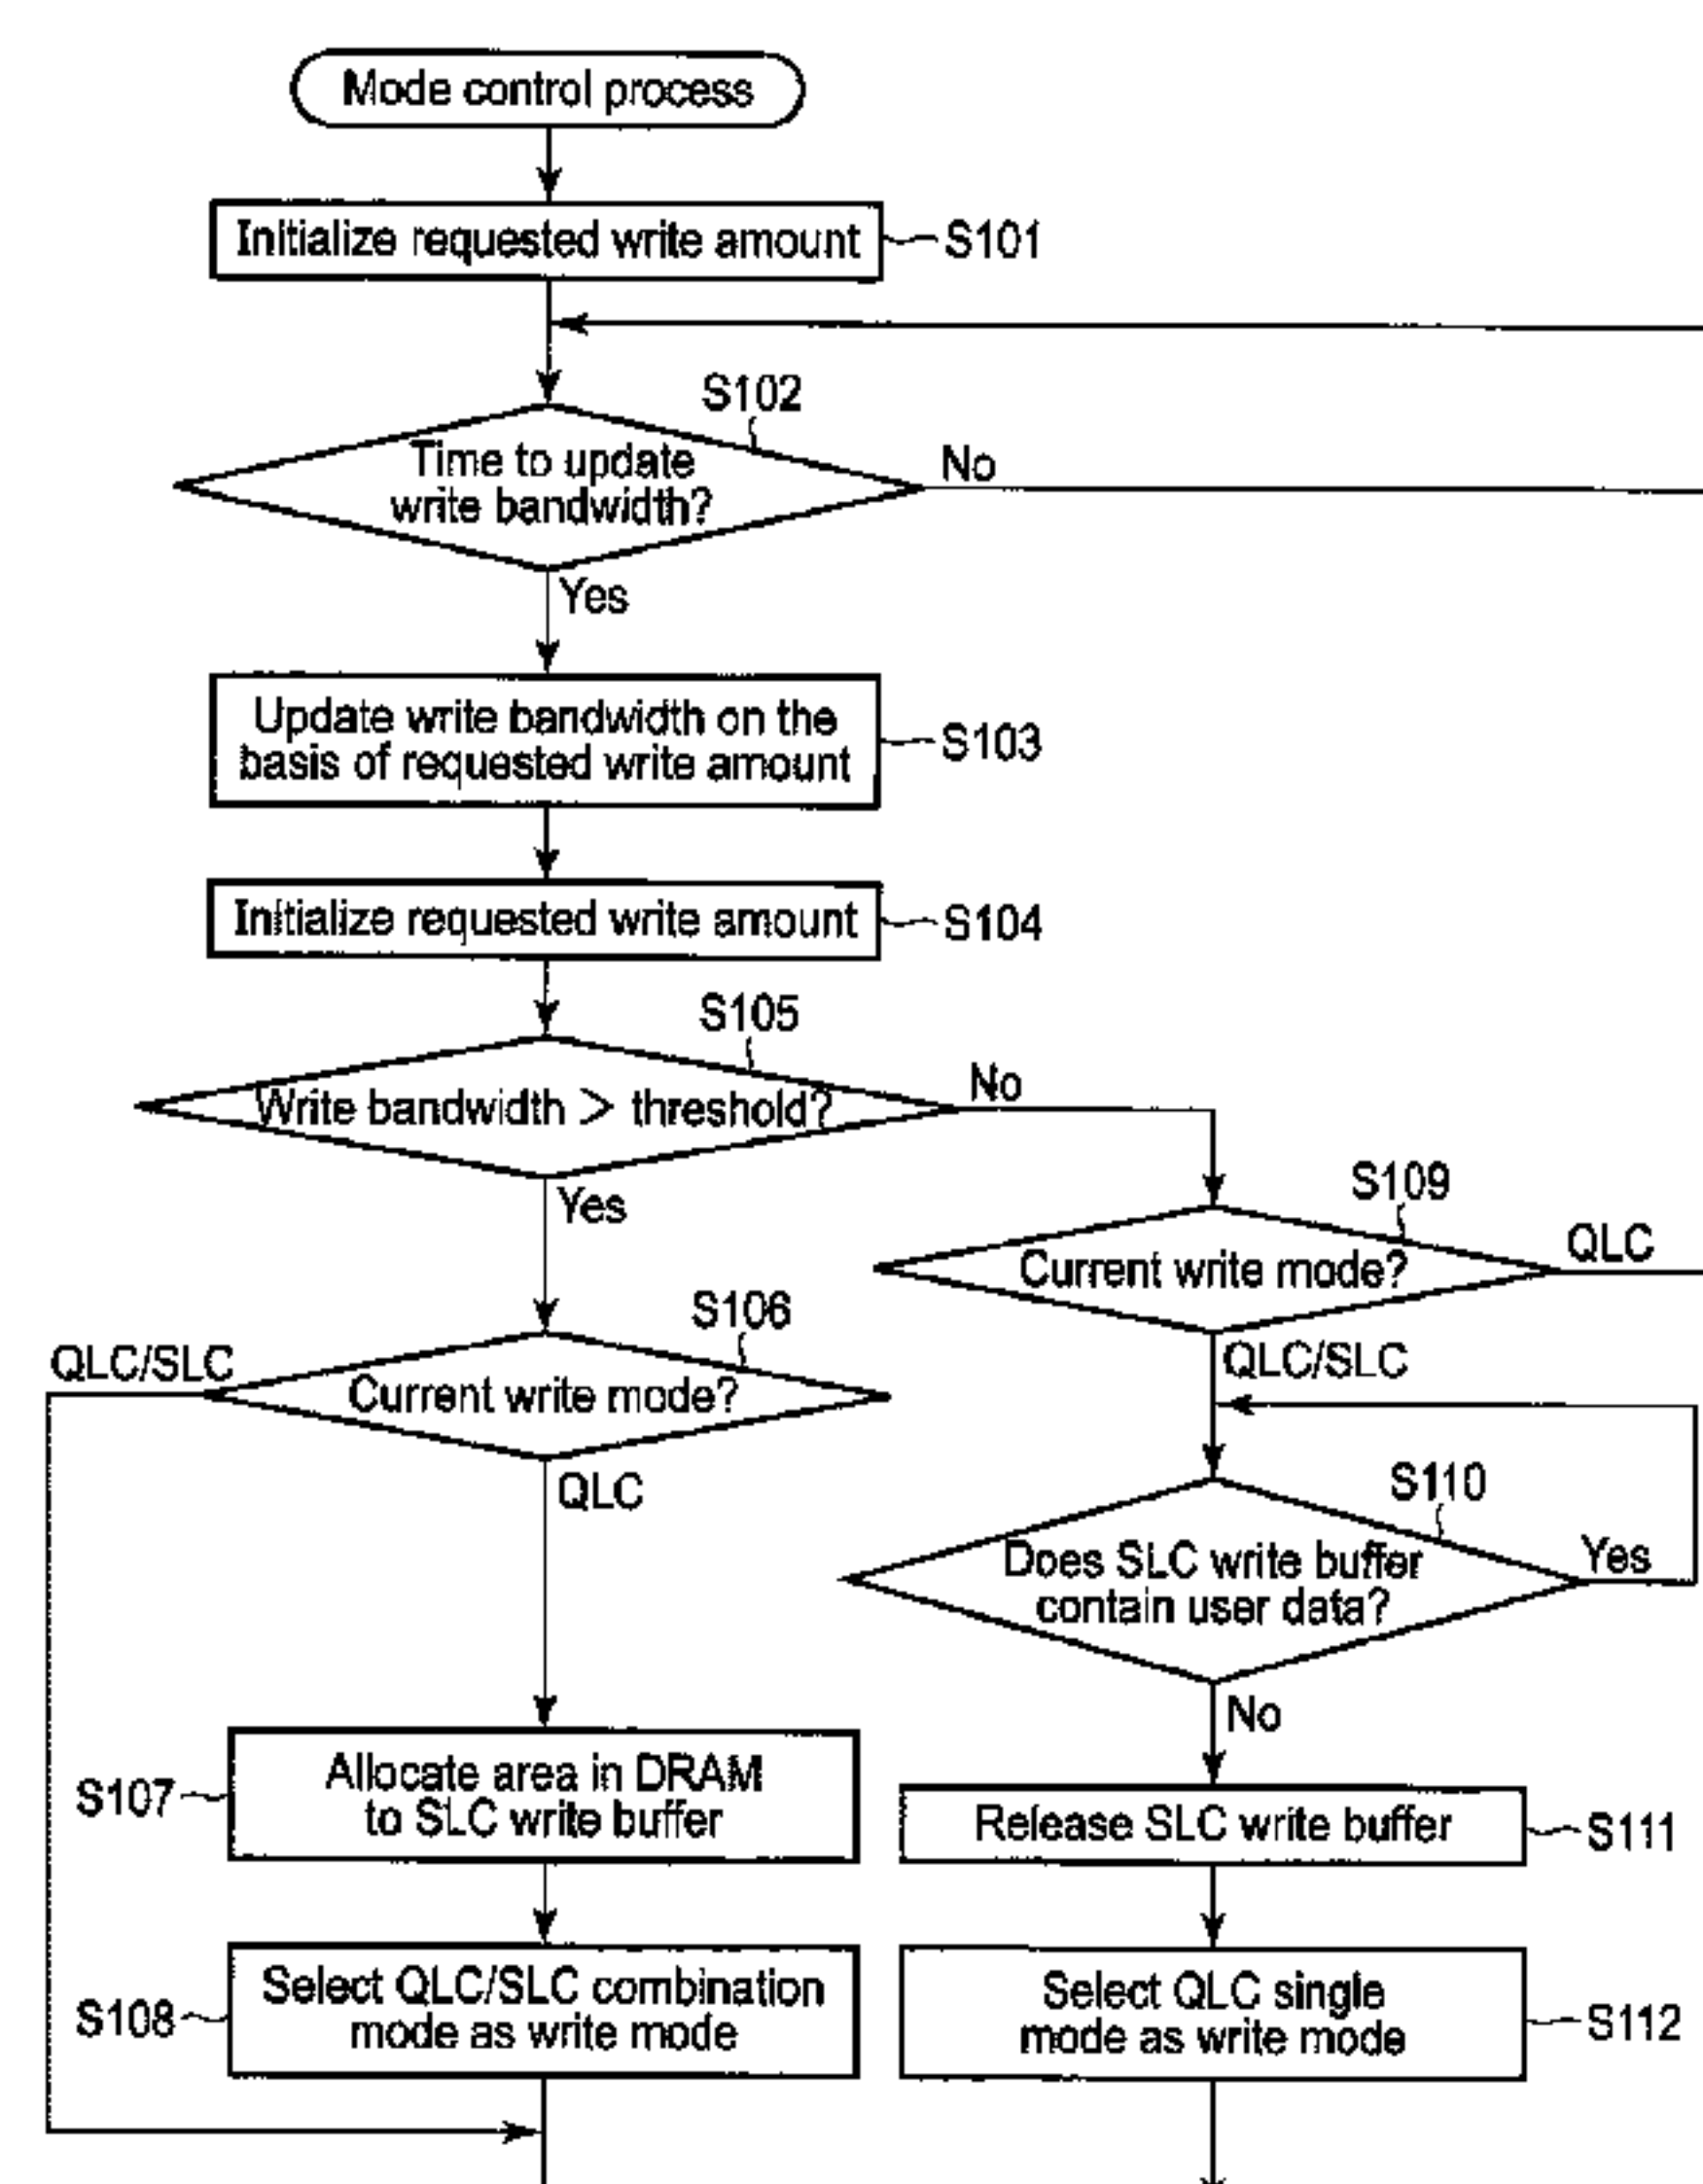 Mode control process
Initialize requested write amount
S101
S102
Time to update
write bandwidth?
No
Yes
Update write bandwidth on the
basis of requested write amount
S103
Initialize requested write amount
S104
S105
Write bandwidth > threshold?
No
Yes
S109
Current write mode?
QLC
QLC/SLC
S106
QLC/SLC
Current write mode?
QLC
S110
Does SLC write buffer
contain user data?
Yes
No
S107
Allocate area in DRAM
to SLC write buffer
Release SLC write buffer
S111
S108
Select QLC/SLC combination
mode as write mode
Select QLC single
mode as write mode
S112